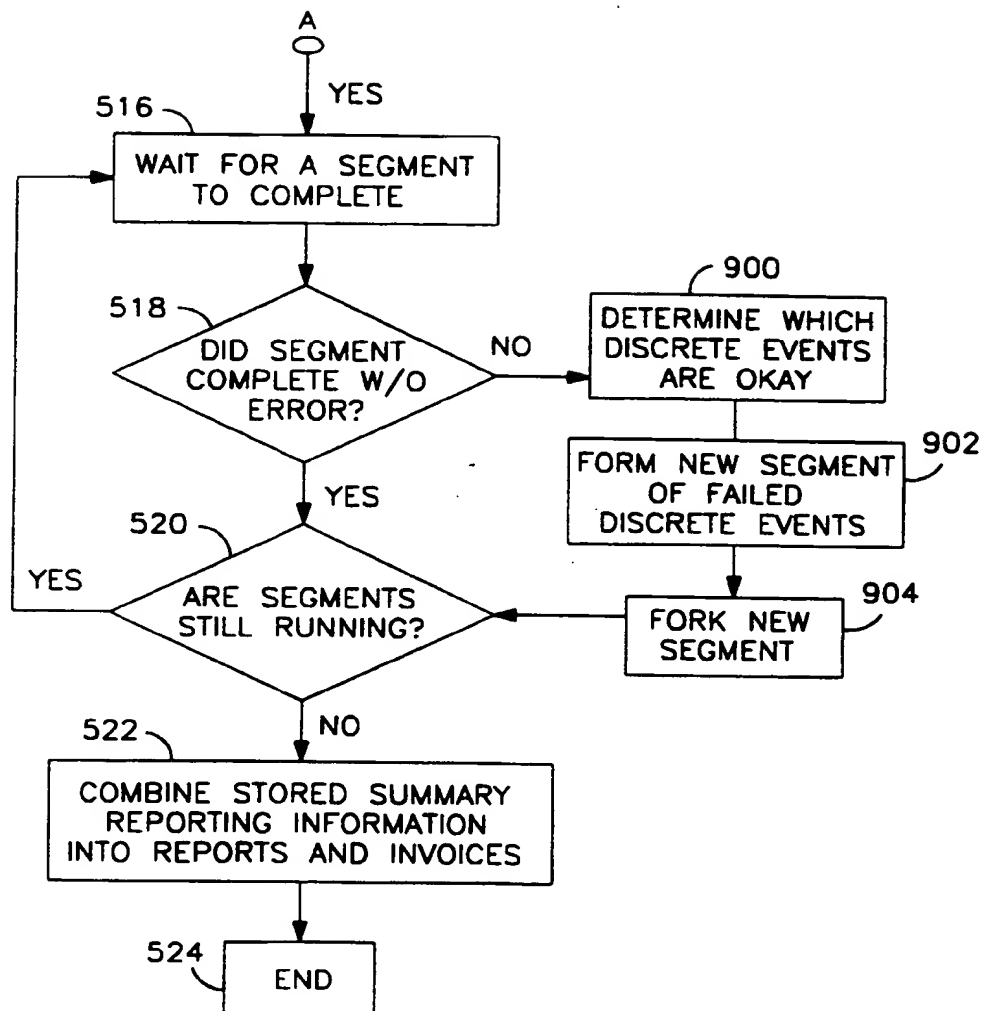 A
YES
516
WAIT FOR A SEGMENT
TO COMPLETE
518
DID SEGMENT
COMPLETE W/O
ERROR?
NO
900
DETERMINE WHICH
DISCRETE EVENTS
ARE OKAY
902
FORM NEW SEGMENT
OF FAILED
DISCRETE EVENTS
904
FORK NEW
SEGMENT
YES
520
YES
ARE SEGMENTS
STILL RUNNING?
NO
522
COMBINE STORED SUMMARY
REPORTING INFORMATION
INTO REPORTS AND INVOICES
524
END